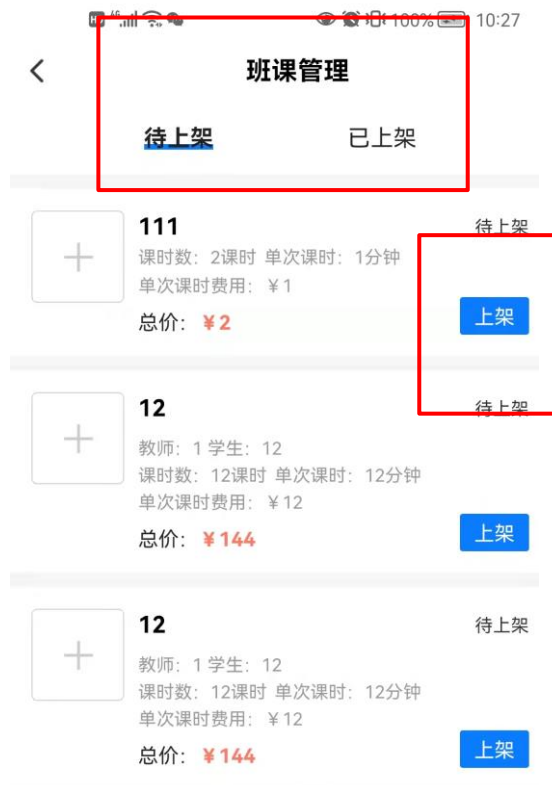 46 100% 10:27
班课管理
待上架 已上架
111 待上架
课时数：2课时 单次课时：1分钟
单次课时费用：￥1
总价：￥2 上架
12 待上架
教师：1 学生：12
课时数：12课时 单次课时：12分钟
单次课时费用：￥12
总价：￥144 上架
12 待上架
教师：1 学生：12
课时数：12课时 单次课时：12分钟
单次课时费用：￥12
总价：￥144 上架